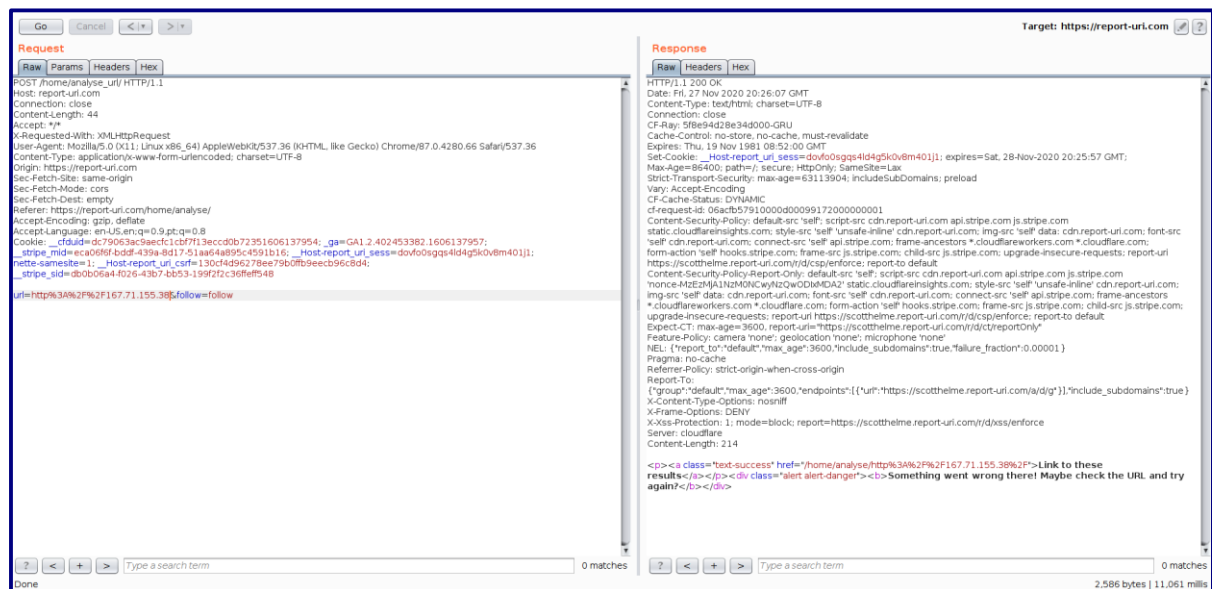 Go Cancel < > Target: https://report-uri.com ?
Request
Raw Params Headers Hex
POST /home/analyse_url/ HTTP/1.1
Host: report-uri.com
Connection: close
Content-Length: 44
Accept: */*
X-Requested-With: XMLHttpRequest
User-Agent: Mozilla/5.0 (X11; Linux x86_64) AppleWebKit/537.36 (KHTML, like Gecko) Chrome/87.0.4280.66 Safari/537.36
Content-Type: application/x-www-form-urlencoded; charset=UTF-8
Origin: https://report-uri.com
Sec-Fetch-Site: same-origin
Sec-Fetch-Mode: cors
Sec-Fetch-Dest: empty
Referer: https://report-uri.com/home/analyse/
Accept-Encoding: gzip, deflate
Accept-Language: en-US,en;q=0.9,pt;q=0.8
Cookie: __cfduid=dc79063ac9aecfc1cbf7f13eccd0b72351606137954; _ga=GA1.2.402453382.1606137957;
__stripe_mid=eca06f6f-bddf-439a-8d17-51aa64a895c4591b16; __Host-report_uri_sess=dovfo0sgqs4ld4g5k0v8m401j1;
nette-samesite=1; __Host-report_uri_csrf=130cf4d96278ee79b0ffb9eecb96c8d4;
__stripe_sid=db0b06a4-f026-43b7-bb53-199f2f2c36ffeff548
url=http%3A%2F%2F167.71.155.38&follow=follow
? < + > Type a search term 0 matches
Done
Response
Raw Headers Hex
HTTP/1.1 200 OK
Date: Fri, 27 Nov 2020 20:26:07 GMT
Content-Type: text/html; charset=UTF-8
Connection: close
CF-Ray: 5f8e94d28e34d000-GRU
Cache-Control: no-store, no-cache, must-revalidate
Expires: Thu, 19 Nov 1981 08:52:00 GMT
Set-Cookie: __Host-report_uri_sess=dovfo0sgqs4ld4g5k0v8m401j1; expires=Sat, 28-Nov-2020 20:25:57 GMT;
Max-Age=86400; path=/; secure; HttpOnly; SameSite=Lax
Strict-Transport-Security: max-age=63113904; includeSubDomains; preload
Vary: Accept-Encoding
CF-Cache-Status: DYNAMIC
cf-request-id: 06acfb57910000d00099172000000001
Content-Security-Policy: default-src 'self'; script-src cdn.report-uri.com api.stripe.com js.stripe.com
static.cloudflareinsights.com; style-src 'self' 'unsafe-inline' cdn.report-uri.com; img-src 'self' data: cdn.report-uri.com; font-src
'self' cdn.report-uri.com; connect-src 'self' api.stripe.com; frame-ancestors *.cloudflareworkers.com *.cloudflare.com;
form-action 'self' hooks.stripe.com; frame-src js.stripe.com; child-src js.stripe.com; upgrade-insecure-requests; report-uri
https://scotthelme.report-uri.com/r/d/csp/enforce; report-to default
Content-Security-Policy-Report-Only: default-src 'self'; script-src cdn.report-uri.com api.stripe.com js.stripe.com
'nonce-MzEzMjA1NzM0NCwyNzQwODIxMDA2' static.cloudflareinsights.com; style-src 'self' 'unsafe-inline' cdn.report-uri.com;
img-src 'self' data: cdn.report-uri.com; font-src 'self' cdn.report-uri.com; connect-src 'self' api.stripe.com; frame-ancestors
*.cloudflareworkers.com *.cloudflare.com; form-action 'self' hooks.stripe.com; frame-src js.stripe.com; child-src js.stripe.com;
upgrade-insecure-requests; report-uri https://scotthelme.report-uri.com/r/d/csp/enforce; report-to default
Expect-CT: max-age=3600, report-uri="https://scotthelme.report-uri.com/r/d/ct/reportOnly"
Feature-Policy: camera 'none'; geolocation 'none'; microphone 'none'
NEL: {"report_to":"default","max_age":3600,"include_subdomains":true,"failure_fraction":0.00001}
Pragma: no-cache
Referrer-Policy: strict-origin-when-cross-origin
Report-To:
{"group":"default","max_age":3600,"endpoints":[{"url":"https://scotthelme.report-uri.com/a/d/g"}],"include_subdomains":true}
X-Content-Type-Options: nosniff
X-Frame-Options: DENY
X-Xss-Protection: 1; mode=block; report=https://scotthelme.report-uri.com/r/d/xss/enforce
Server: cloudflare
Content-Length: 214
<p><a class="text-success" href="/home/analyse/http%3A%2F%2F167.71.155.38%2F">Link to these
results</a></p><div class="alert alert-danger"><b>Something went wrong there! Maybe check the URL and try
again?</b></div>
? < + > Type a search term 0 matches
2,586 bytes | 11,061 millis